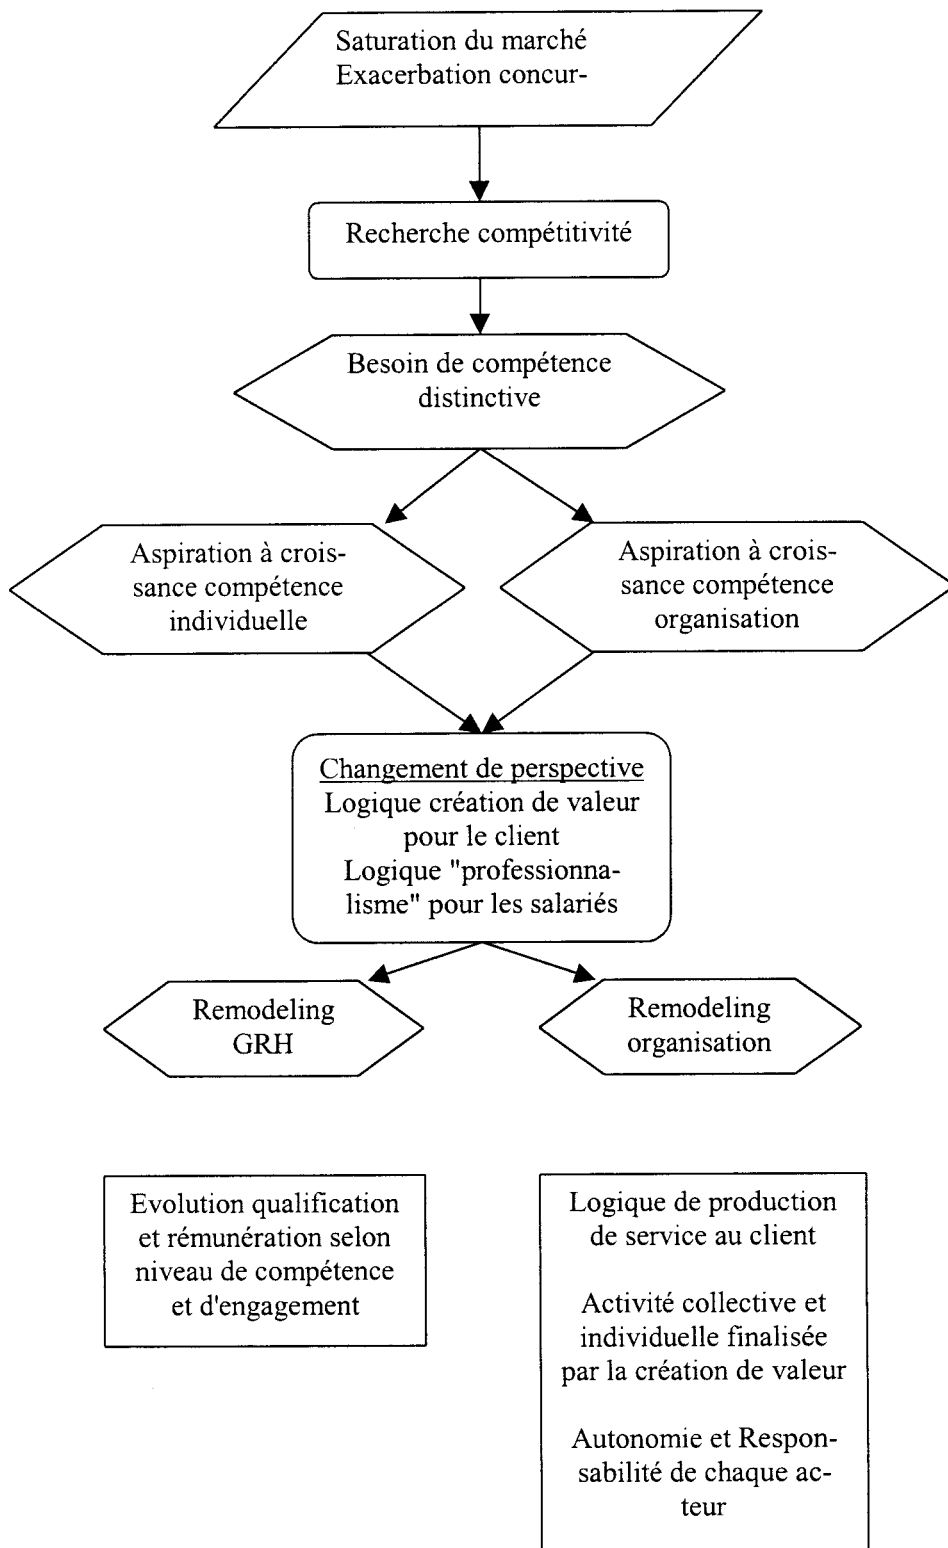 Saturation du marché
Exacerbation concur-
Recherche compétitivité
Besoin de compétence
distinctive
Aspiration à crois-
sance compétence
individuelle
Aspiration à crois-
sance compétence
organisation
Changement de perspective
Logique création de valeur
pour le client
Logique "professionna-
lisme" pour les salariés
Remodeling
GRH
Remodeling
organisation
Evolution qualification
et rémunération selon
niveau de compétence
et d'engagement
Logique de production
de service au client
Activité collective et
individuelle finalisée
par la création de valeur
Autonomie et Respon-
sabilité de chaque ac-
teur